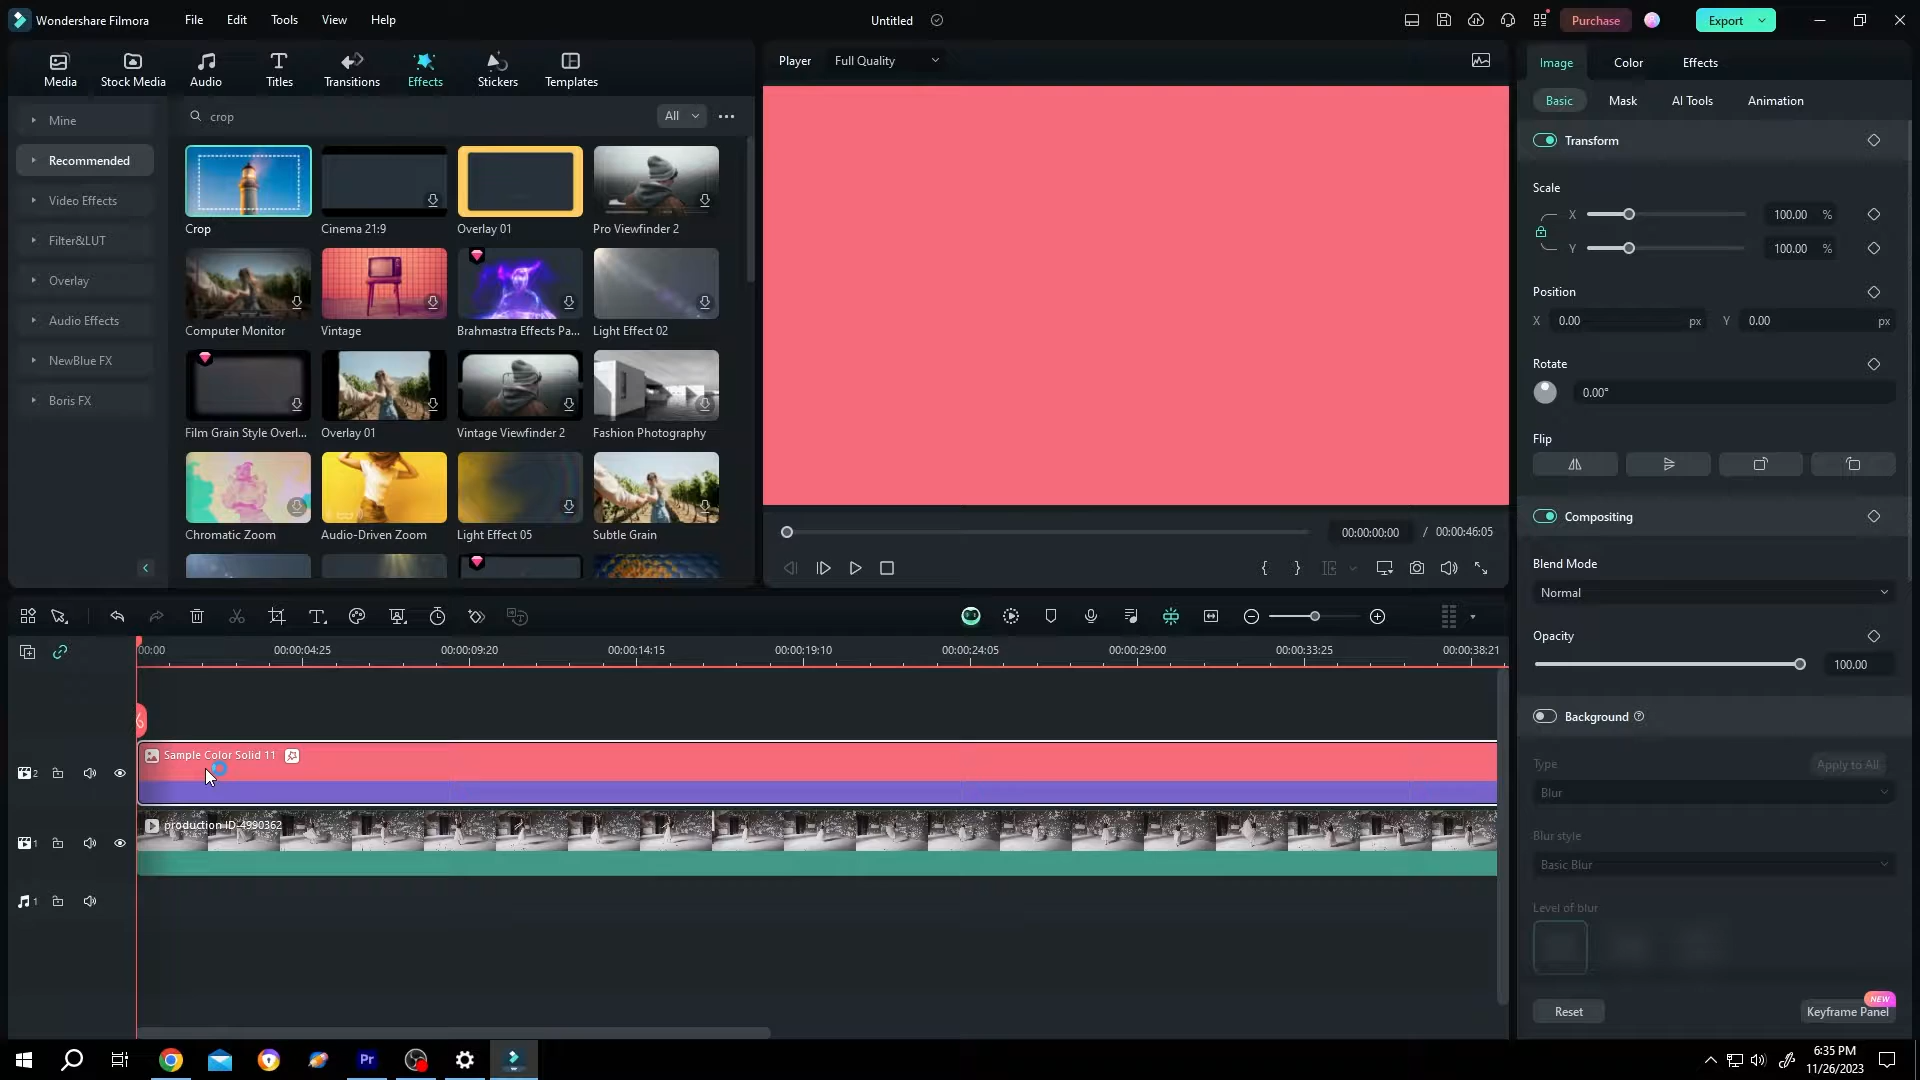 Wondershare Filmora
File
Edit
Tools
View
Help
Untitled
Purchase
Export
Media
Stock Media
Audio
Titles
Transitions
Effects
Stickers
Templates
Player
Full Quality
Image
Color
Effects
Basic
Mask
AI Tools
Animation
Mine
Recommended
Video Effects
Filter&LUT
Overlay
Audio Effects
NewBlue FX
Boris FX
crop
All
Crop
Cinema 21:9
Overlay 01
Pro Viewfinder 2
Computer Monitor
Vintage
Brahmastra Effects Pa...
Light Effect 02
Film Grain Style Overl...
Overlay 01
Vintage Viewfinder 2
Fashion Photography
Chromatic Zoom
Audio-Driven Zoom
Light Effect 05
Subtle Grain
00:00:00:00 / 00:00:46:05
Transform
Scale
X 100.00 %
Y 100.00 %
Position
X 0.00 px Y 0.00 px
Rotate
0.00°
Flip
Compositing
Blend Mode
Normal
Opacity
100.00
Background
Type
Apply to All
Blur
Blur style
Basic Blur
Level of blur
Reset
NEW
Keyframe Panel
00:00
00:00:04:25
00:00:09:20
00:00:14:15
00:00:19:10
00:00:24:05
00:00:29:00
00:00:33:25
00:00:38:21
Sample Color Solid 11
2
production ID-4990362
1
1
Pr
6:35 PM
11/26/2023